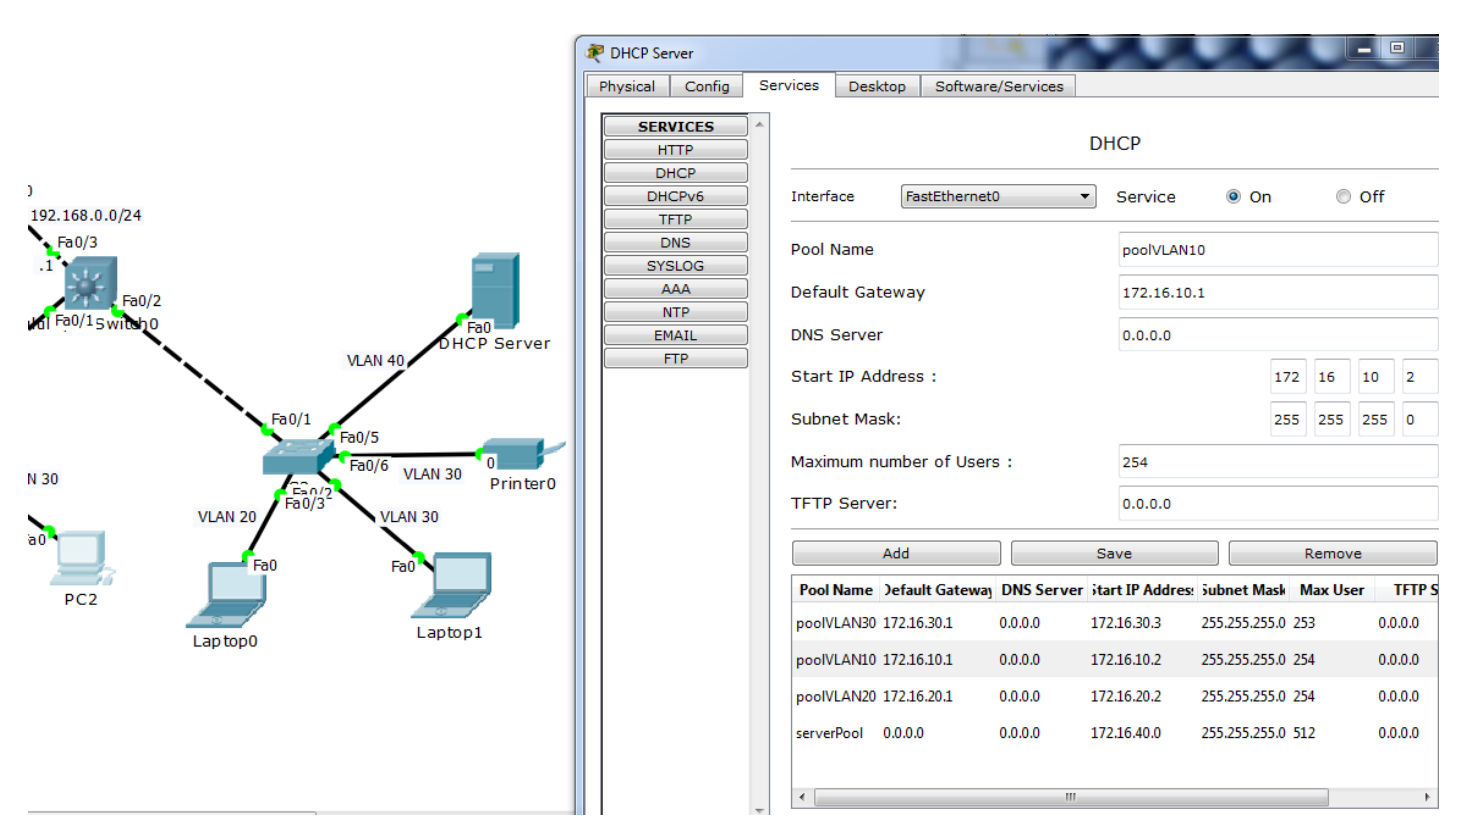 DHCP Server
Physical Config Services Desktop Software/Services
SERVICES
HTTP
DHCP
DHCPv6
TFTP
DNS
SYSLOG
AAA
NTP
EMAIL
FTP
DHCP
Interface FastEthernet0 Service On Off
Pool Name poolVLAN10
Default Gateway 172.16.10.1
DNS Server 0.0.0.0
Start IP Address : 172 16 10 2
Subnet Mask: 255 255 255 0
Maximum number of Users : 254
TFTP Server: 0.0.0.0
Add Save Remove
Pool Name Default Gateway DNS Server Start IP Address Subnet Mask Max User TFTP S
poolVLAN30 172.16.30.1 0.0.0.0 172.16.30.3 255.255.255.0 253 0.0.0.0
poolVLAN10 172.16.10.1 0.0.0.0 172.16.10.2 255.255.255.0 254 0.0.0.0
poolVLAN20 172.16.20.1 0.0.0.0 172.16.20.2 255.255.255.0 254 0.0.0.0
serverPool 0.0.0.0 0.0.0.0 172.16.40.0 255.255.255.0 512 0.0.0.0
192.168.0.0/24
Fa0/3
.1
Fa0/2
Fa0/1 Switch0
Fa0
DHCP Server
VLAN 40
Fa0/1
Fa0/5
Fa0/6
VLAN 30
0
Printer0
N 30
Fa0/2
Fa0/3
VLAN 20
VLAN 30
a0
Fa0
Fa0
PC2
Laptop0
Laptop1